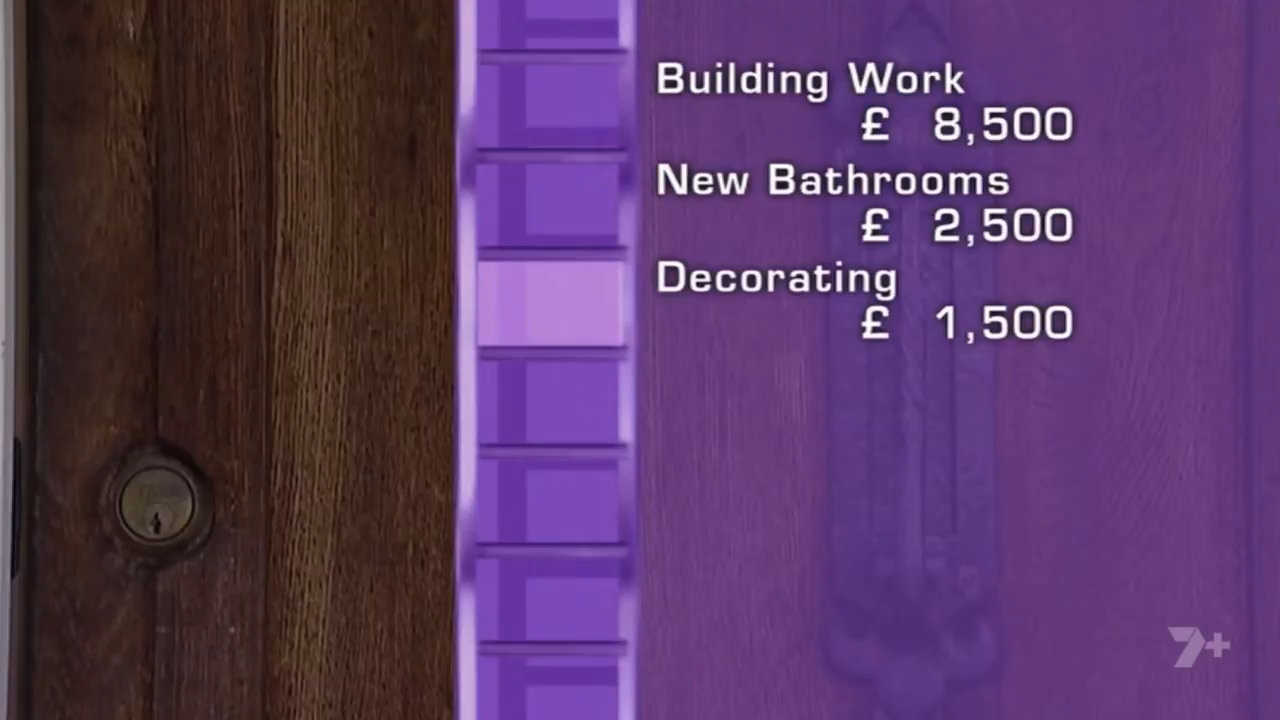 Building Work
£ 8,500
New Bathrooms
£ 2,500
Decorating
£ 1,500
7+